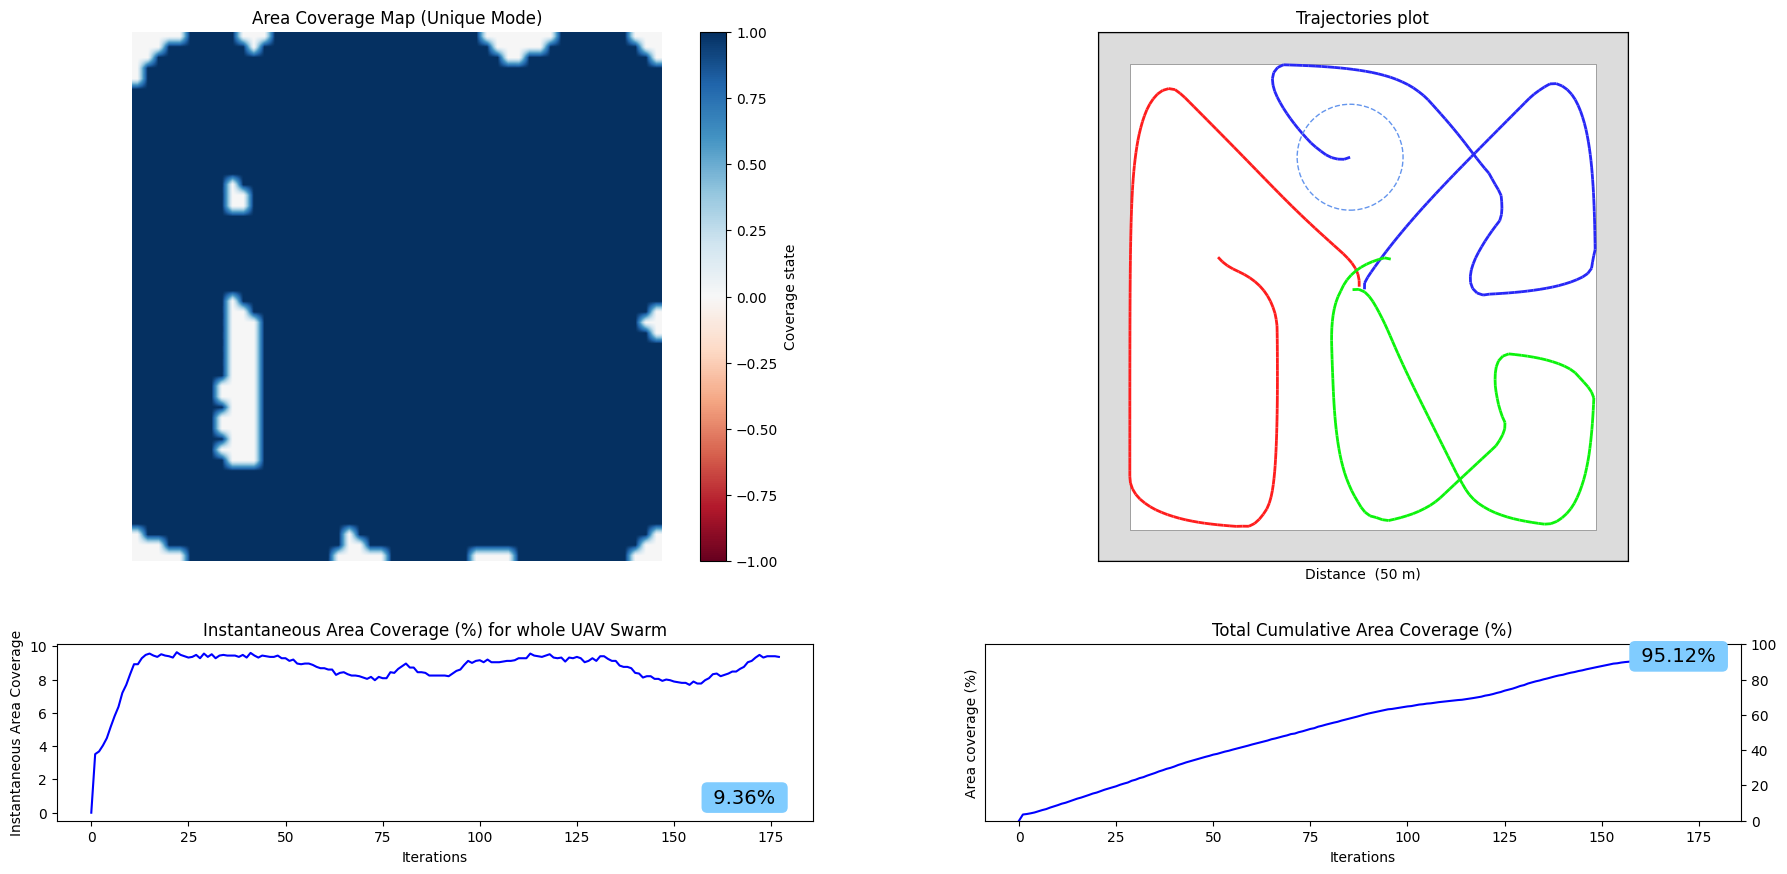 Area Coverage Map (Unique Mode)
1.00
0.75
0.50
0.25
0.00
−0.25
−0.50
−0.75
−1.00
Coverage state
Trajectories plot
Distance  (50 m)
Instantaneous Area Coverage (%) for whole UAV Swarm
Instantaneous Area Coverage
10
8
6
4
2
0
9.36%
0 25 50 75 100 125 150 175
Iterations
Total Cumulative Area Coverage (%)
Area coverage (%)
95.12%
100
80
60
40
20
0
0 25 50 75 100 125 150 175
Iterations